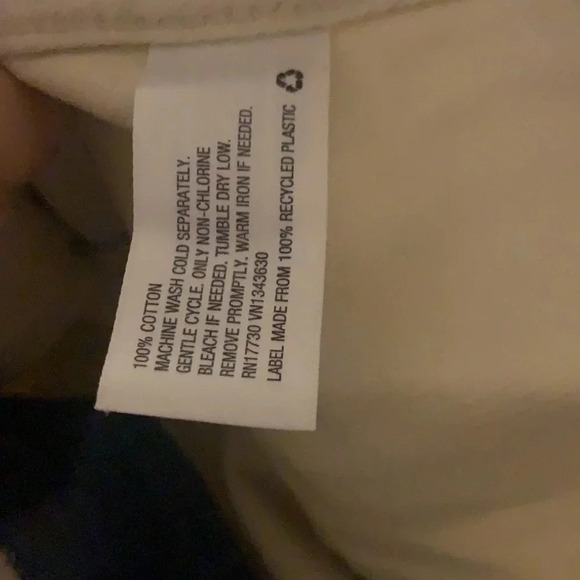 100% COTTON
MACHINE WASH COLD SEPARATELY.
GENTLE CYCLE. ONLY NON-CHLORINE
BLEACH IF NEEDED. TUMBLE DRY LOW.
REMOVE PROMPTLY. WARM IRON IF NEEDED.
RN17730 VN1343630
LABEL MADE FROM 100% RECYCLED PLASTIC